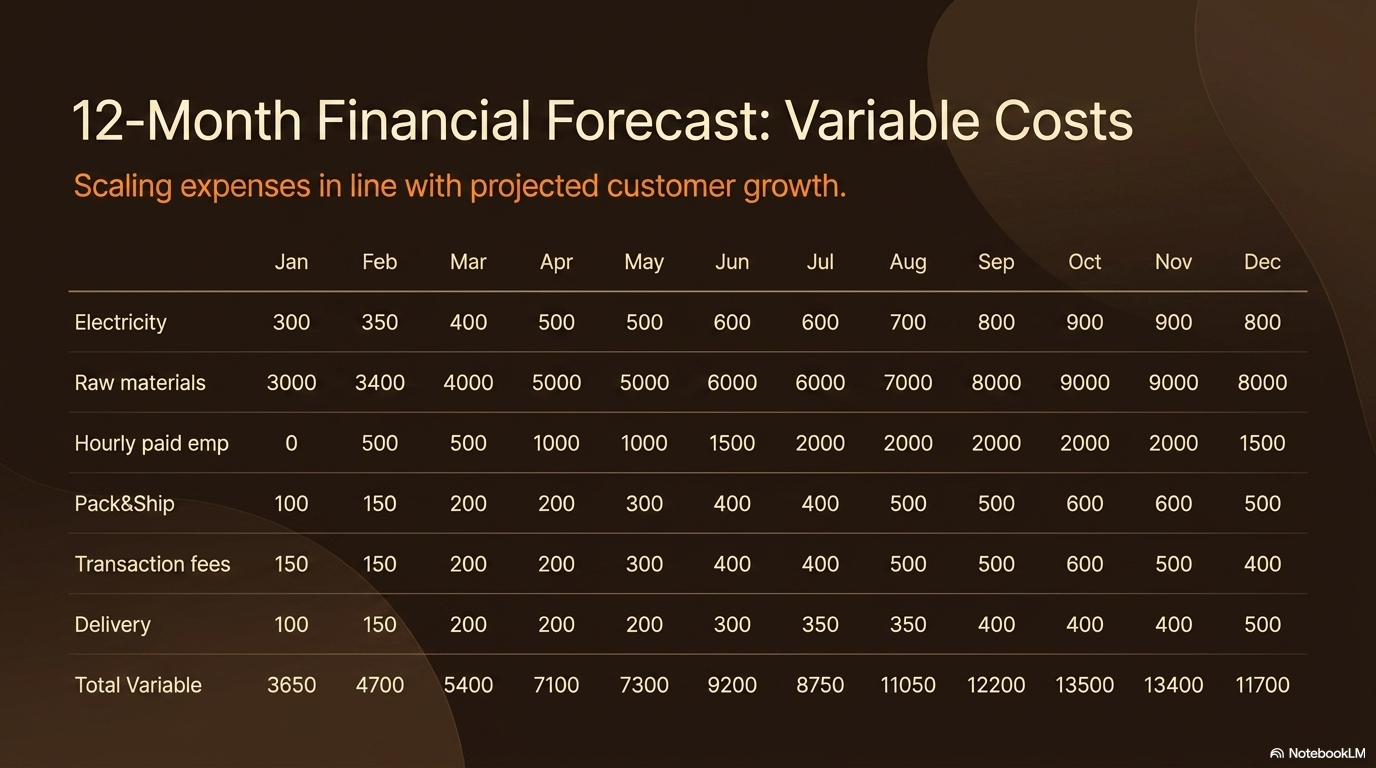 12-Month Financial Forecast: Variable Costs
Scaling expenses in line with projected customer growth.
Jan Feb Mar Apr May Jun Jul Aug Sep Oct Nov Dec
Electricity 300 350 400 500 500 600 600 700 800 900 900 800
Raw materials 3000 3400 4000 5000 5000 6000 6000 7000 8000 9000 9000 8000
Hourly paid emp 0 500 500 1000 1000 1500 2000 2000 2000 2000 2000 1500
Pack&Ship 100 150 200 200 300 400 400 500 500 600 600 500
Transaction fees 150 150 200 200 300 400 400 500 500 600 500 400
Delivery 100 150 200 200 200 300 350 350 400 400 400 500
Total Variable 3650 4700 5400 7100 7300 9200 8750 11050 12200 13500 13400 11700
NotebookLM